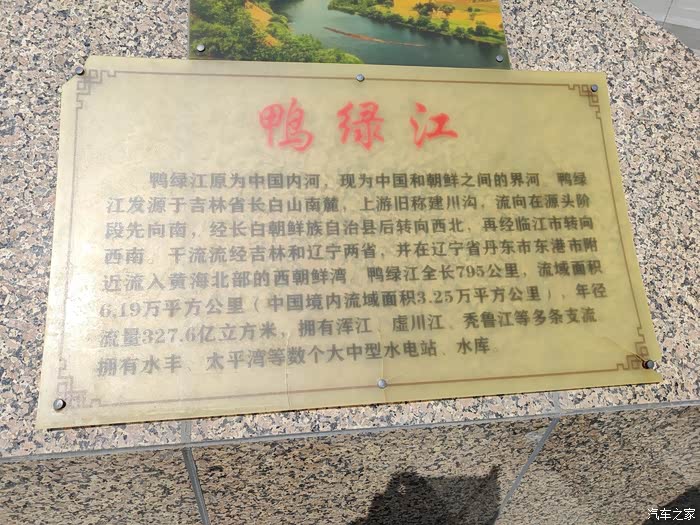 鸭绿江
鸭绿江原为中国内河，现为中国和朝鲜之间的界河。鸭绿
江发源于吉林省长白山南麓，上游旧称建川沟，流向在源头阶
段先向南，经长白朝鲜族自治县后转向西北，再经临江市转向
西南。干流流经吉林和辽宁两省，并在辽宁省丹东市东港市附
近流入黄海北部的西朝鲜湾。鸭绿江全长795公里，流域面积
6.19万平方公里（中国境内流域面积3.25万平方公里），年径
流量327.6亿立方米，拥有浑江、虚川江、秃鲁江等多条支流
拥有水丰、太平湾等数个大中型水电站、水库。
汽车之家